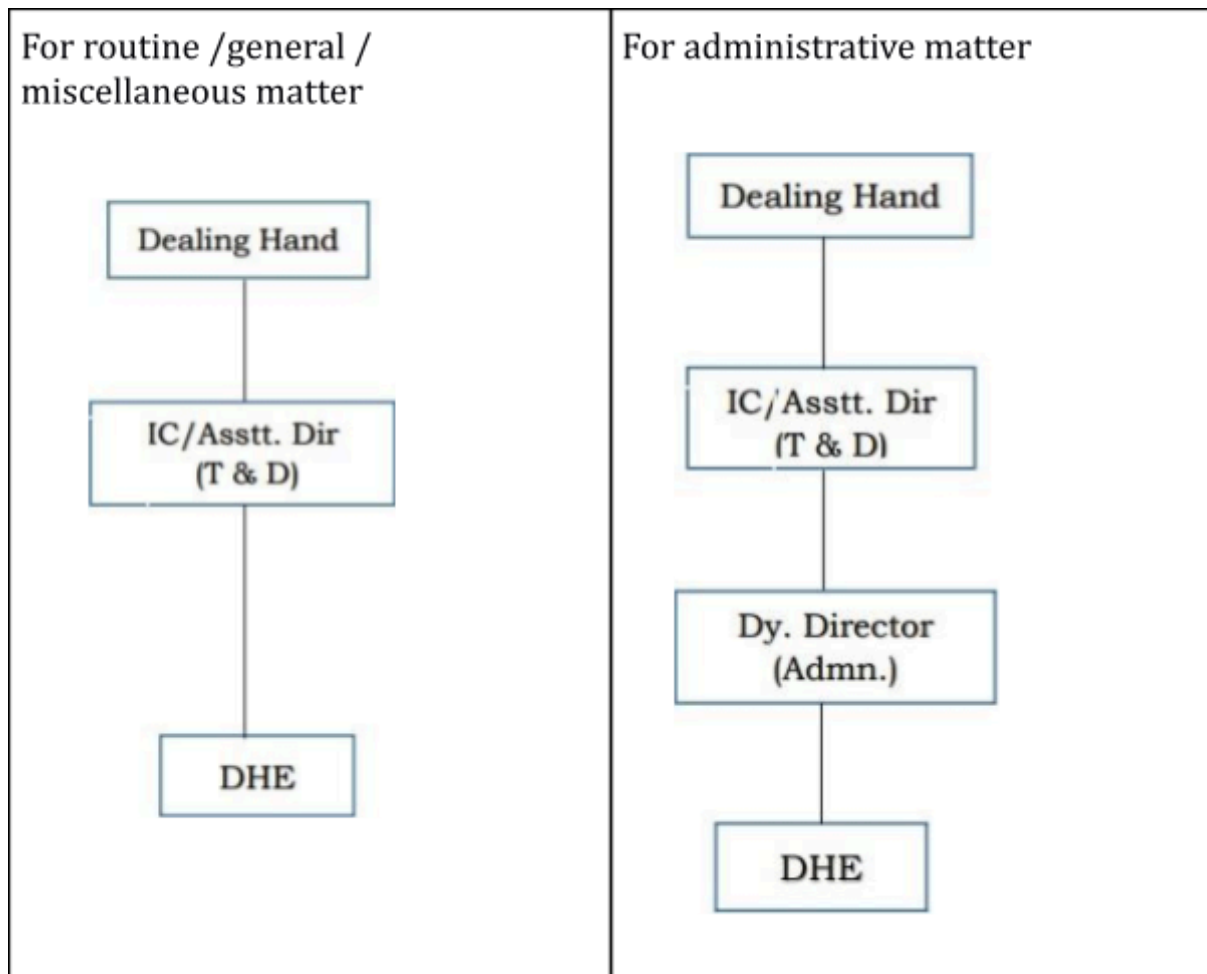 For routine /general /
miscellaneous matter
Dealing Hand
IC/Asstt. Dir
(T & D)
DHE
For administrative matter
Dealing Hand
IC/Asstt. Dir
(T & D)
Dy. Director
(Admn.)
DHE